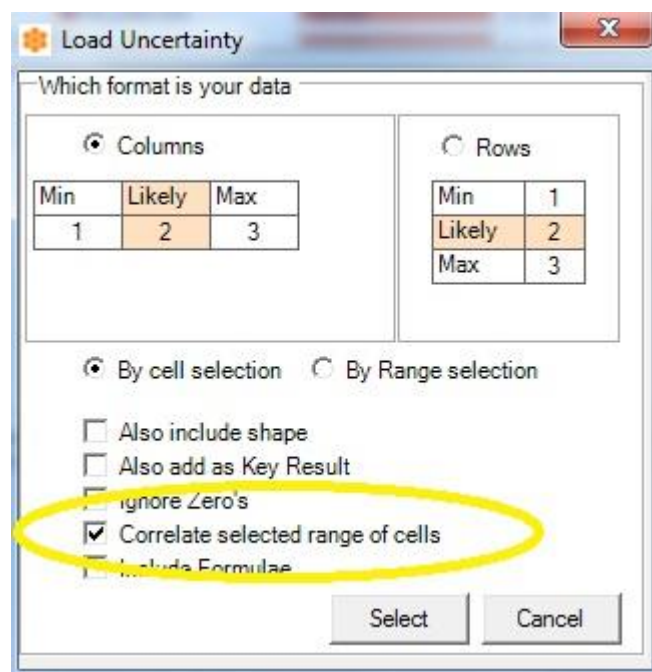 Load Uncertainty
Which format is your data
Columns
Rows
Min Likely Max
1 2 3
Min 1
Likely 2
Max 3
By cell selection By Range selection
Also include shape
Also add as Key Result
Ignore Zero's
Correlate selected range of cells
Include Formulae
Select Cancel